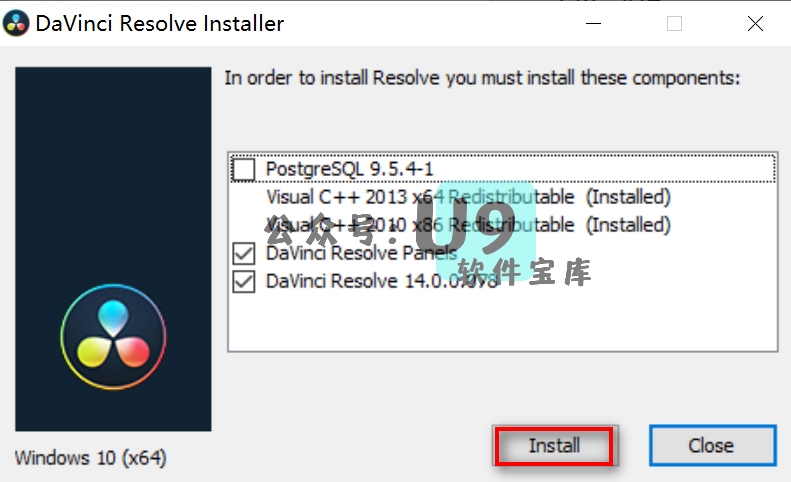 DaVinci Resolve Installer
In order to install Resolve you must install these components:
PostgreSQL 9.5.4-1
Visual C++ 2013 x64 Redistributable (Installed)
Visual C++ 2010 x86 Redistributable (Installed)
公众号：U9
DaVinci Resolve Panels
软件宝库
DaVinci Resolve 14.0.0.078
Install
Close
Windows 10 (x64)